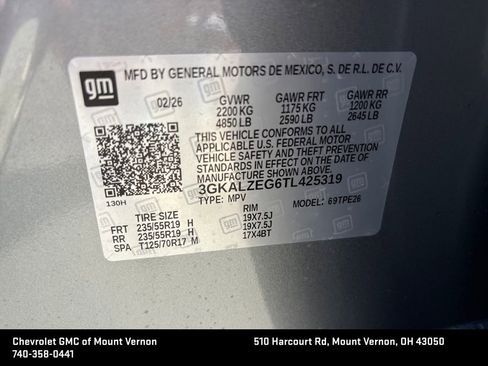 gm
MFD BY GENERAL MOTORS DE MEXICO, S. DE R.L. DE C.V.
02/26 GVWR GAWR FRT GAWR RR
2200 KG 1175 KG 1200 KG
4850 LB 2590 LB 2645 LB
THIS VEHICLE CONFORMS TO ALL
APPLICABLE U.S. FEDERAL MOTOR
VEHICLE SAFETY AND THEFT PREVENTION
STANDARDS IN EFFECT ON THE DATE OF
MANUFACTURE SHOWN ABOVE.
3GKALZEG6TL425319
130H TYPE: MPV MODEL: 69TPE26
TIRE SIZE RIM
FRT 235/55R19 H 19X7.5J
RR 235/55R19 H 19X7.5J
SPA T125/70R17 M 17X4BT
Chevrolet GMC of Mount Vernon 510 Harcourt Rd, Mount Vernon, OH 43050
740-358-0441